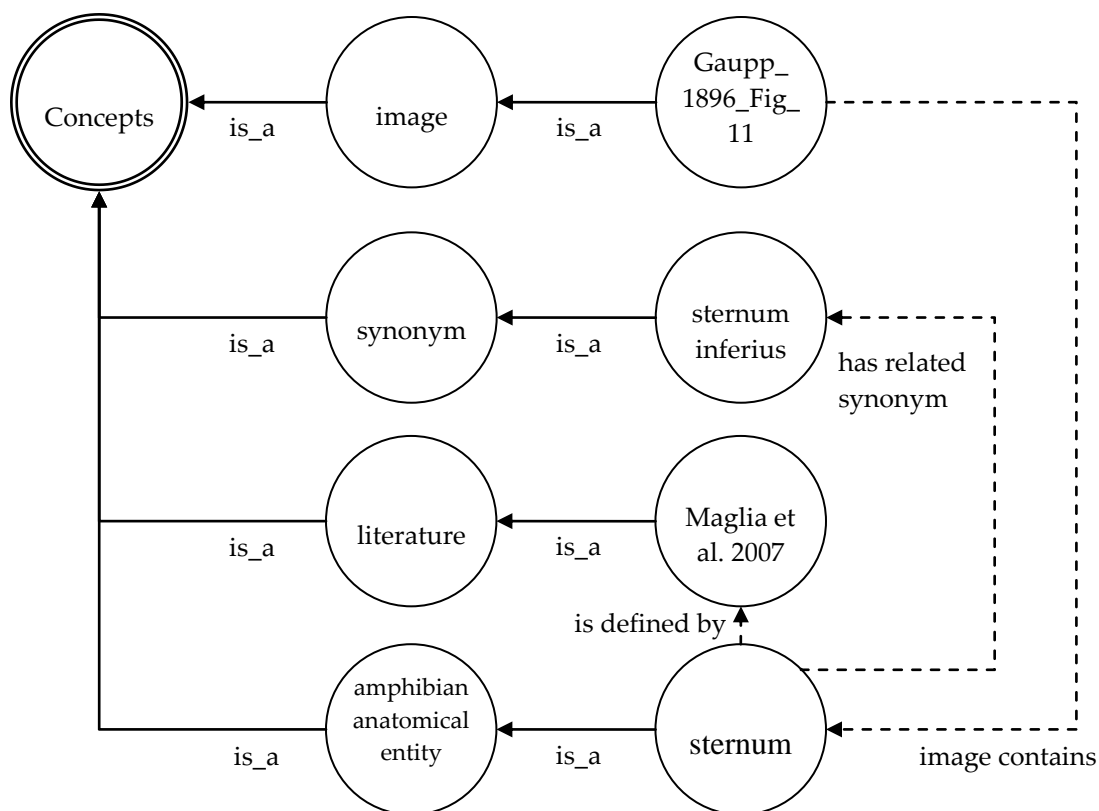 Gaupp_
1896_Fig_
11
Concepts
image
is_a
is_a
synonym
sternum
inferius
is_a
is_a
has related
synonym
literature
Maglia et
al. 2007
is_a
is_a
is defined by
amphibian
anatomical
entity
sternum
is_a
is_a
image contains